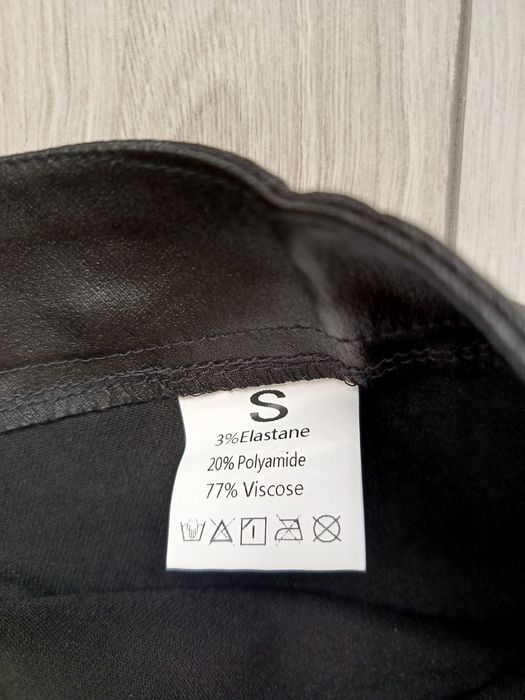 S
3%Elastane
20% Polyamide
77% Viscose